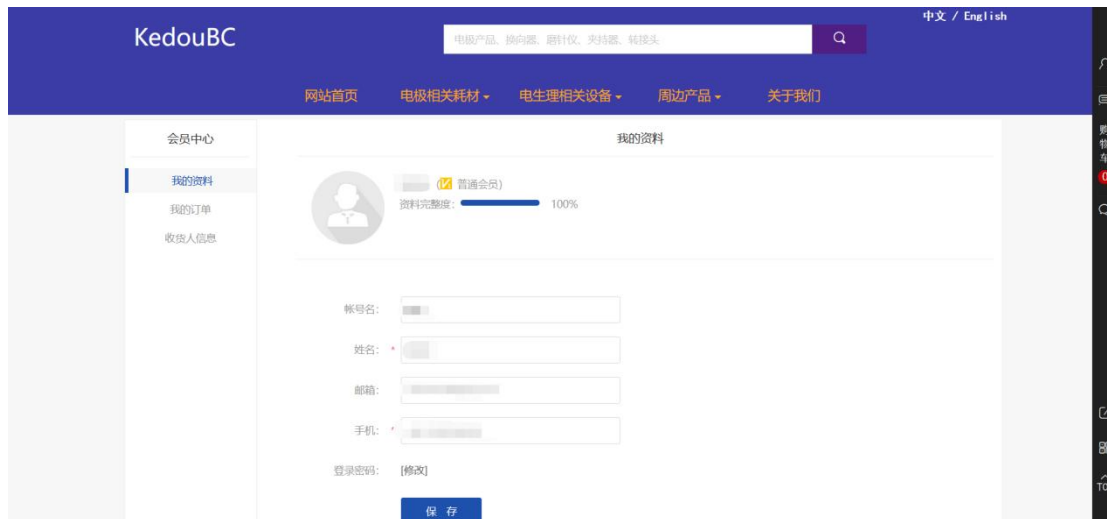 中文 / English
KedouBC
电极产品、换向器、磨针仪、夹持器、转接头
网站首页 电极相关耗材 电生理相关设备 周边产品 关于我们
会员中心
我的资料
我的订单
收货人信息
我的资料
( 普通会员)
资料完整度: 100%
帐号名:
姓名: *
邮箱:
手机: *
登录密码: [修改]
保 存
购物车
0